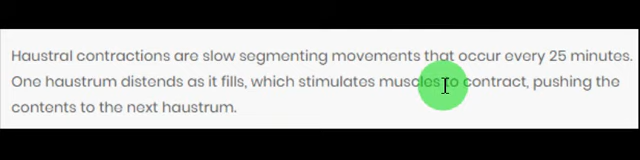 Haustral contractions are slow segmenting movements that occur every 25 minutes.
One haustrum distends as it fills, which stimulates muscles to contract, pushing the
contents to the next haustrum.